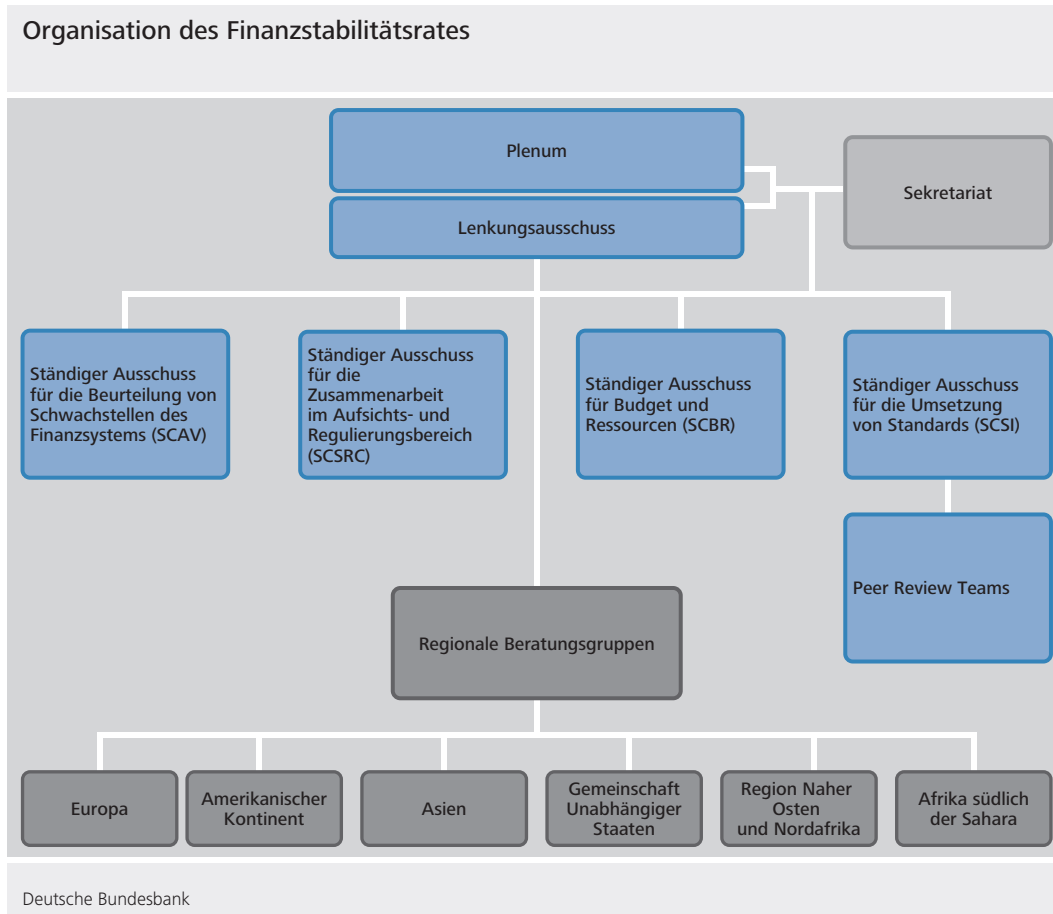 Organisation des Finanzstabilitätsrates
Plenum
Sekretariat
Lenkungsausschuss
Ständiger Ausschuss
für die Beurteilung von
Schwachstellen des
Finanzsystems (SCAV)
Ständiger Ausschuss
für die
Zusammenarbeit
im Aufsichts- und
Regulierungsbereich
(SCSRC)
Ständiger Ausschuss
für Budget und
Ressourcen (SCBR)
Ständiger Ausschuss
für die Umsetzung
von Standards (SCSI)
Peer Review Teams
Regionale Beratungsgruppen
Europa
Amerikanischer
Kontinent
Asien
Gemeinschaft
Unabhängiger
Staaten
Region Naher
Osten
und Nordafrika
Afrika südlich
der Sahara
Deutsche Bundesbank